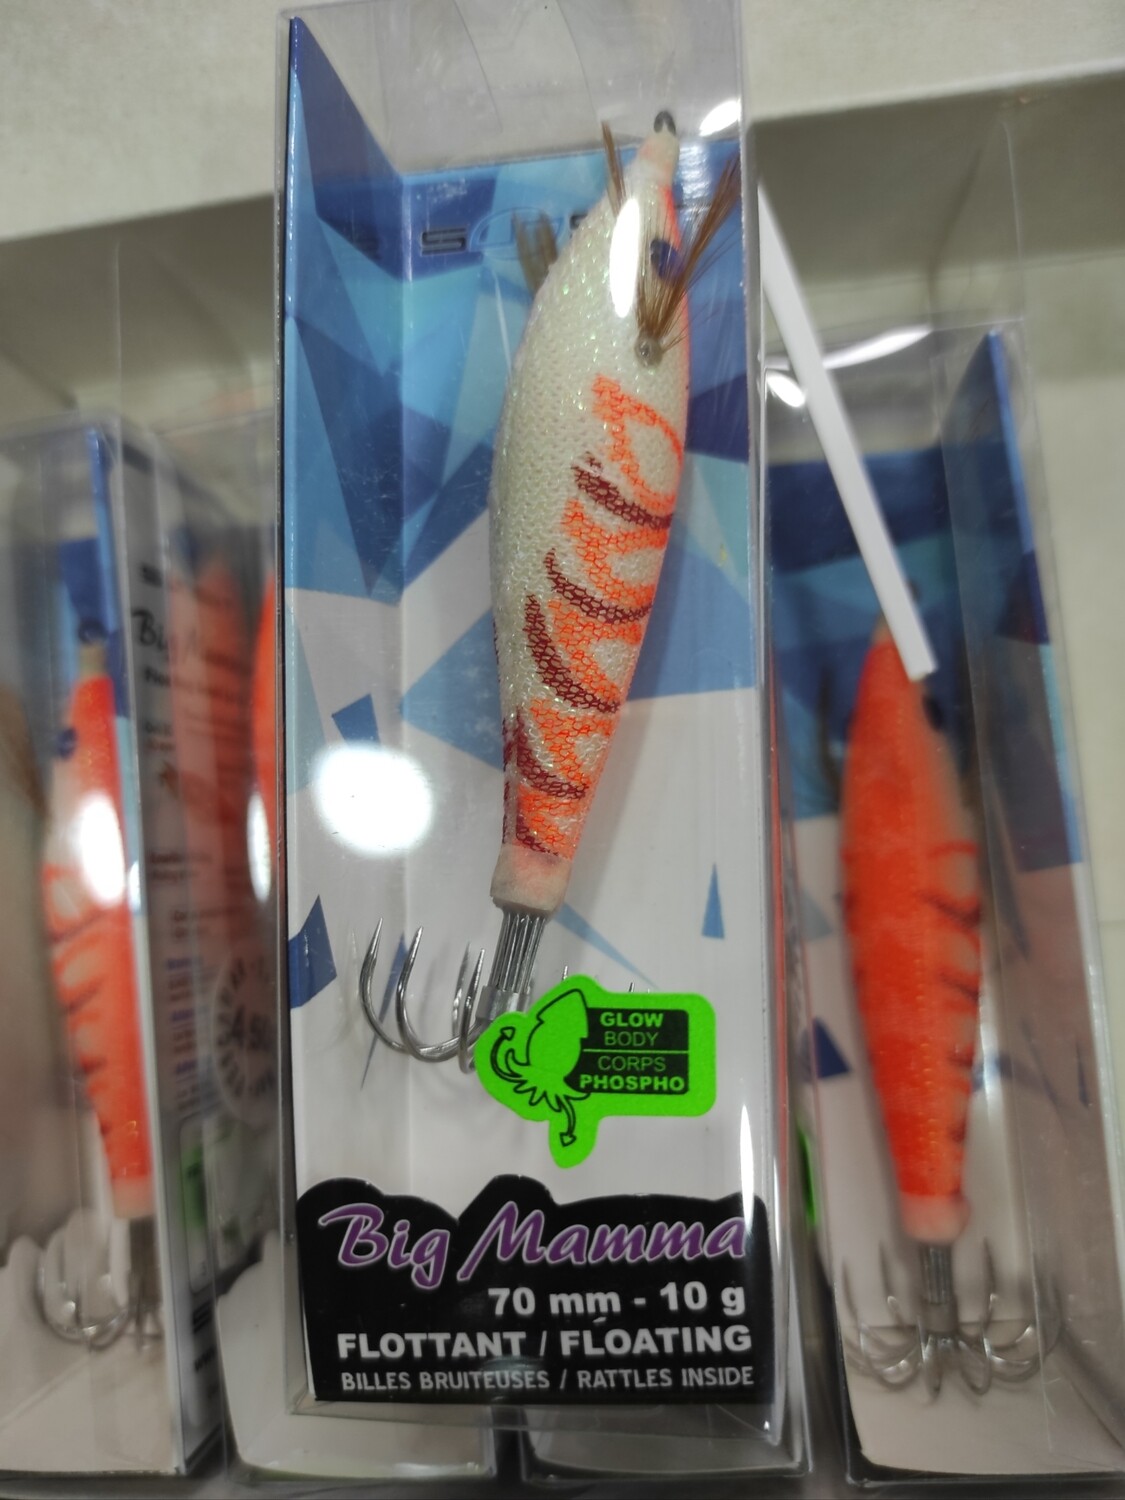 GLOW
BODY
CORPS
PHOSPHO
Big Mamma
70 mm - 10 g
FLOTTANT / FLOATING
BILLES BRUITEUSES / RATTLES INSIDE